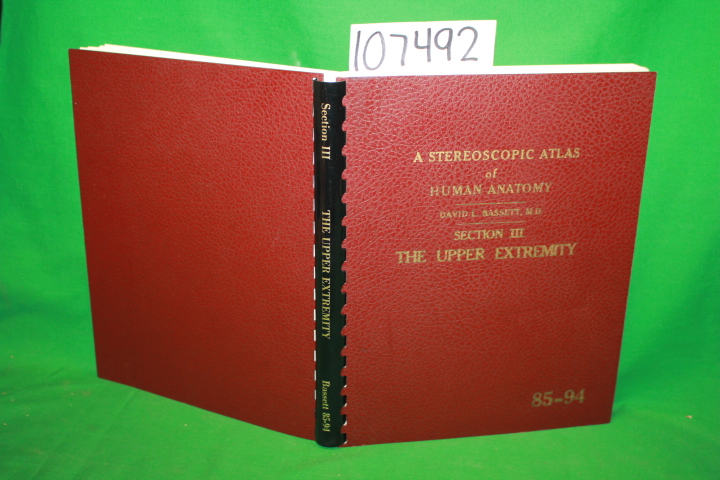 107492
Section III THE UPPER EXTREMITY Bassett 85-94
A STEREOSCOPIC ATLAS
of
HUMAN ANATOMY
DAVID L. BASSETT, M.D.
SECTION III
THE UPPER EXTREMITY
85-94